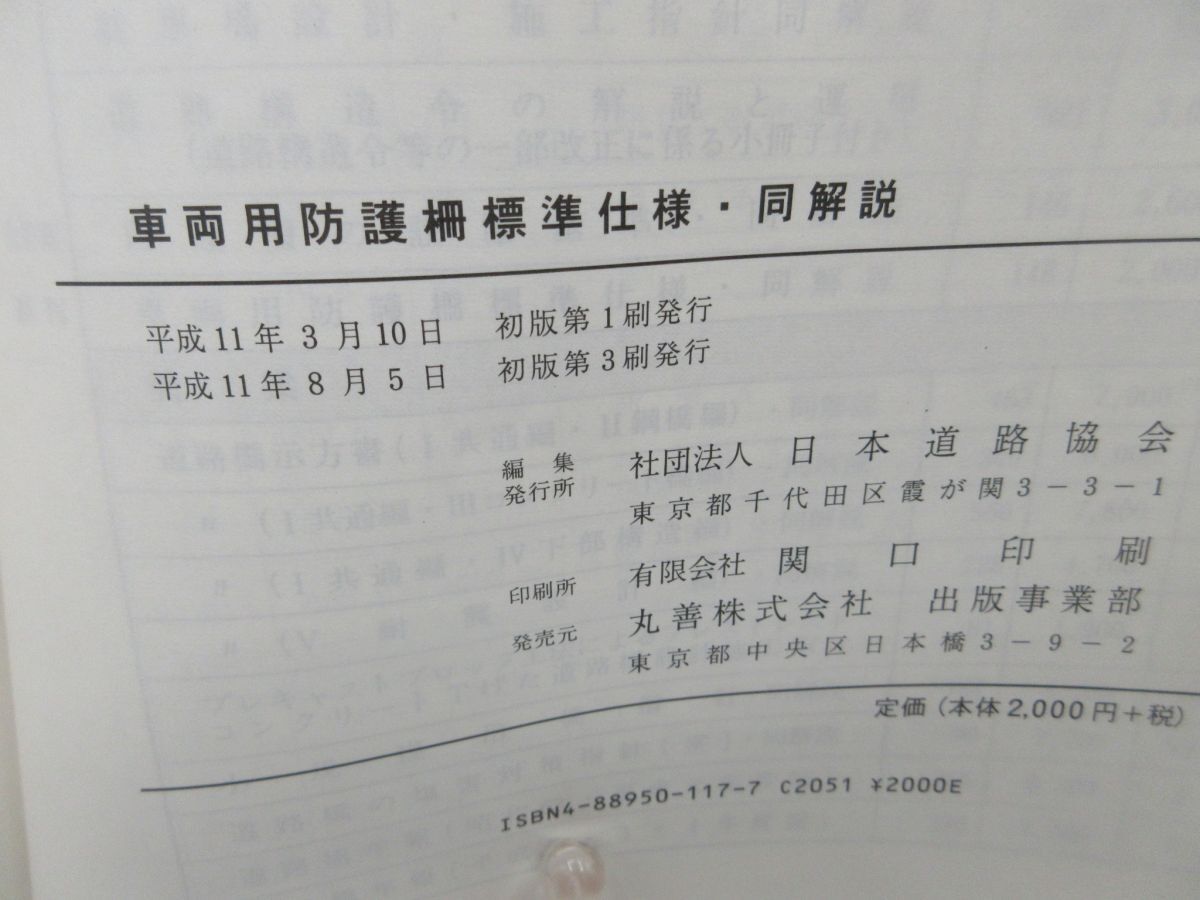 車両用防護柵標準仕様・同解説
平成11年 3月10日 初版第1刷発行
平成11年 8月 5日 初版第3刷発行
編集
発行所
社団法人 日本道路協会
東京都千代田区霞が関3-3-1
印刷所 有限会社 関口印刷
発売元 丸善株式会社 出版事業部
東京都中央区日本橋3-9-2
定価(本体2,000円+税)
ISBN4-88950-117-7 C2051 ¥2000E